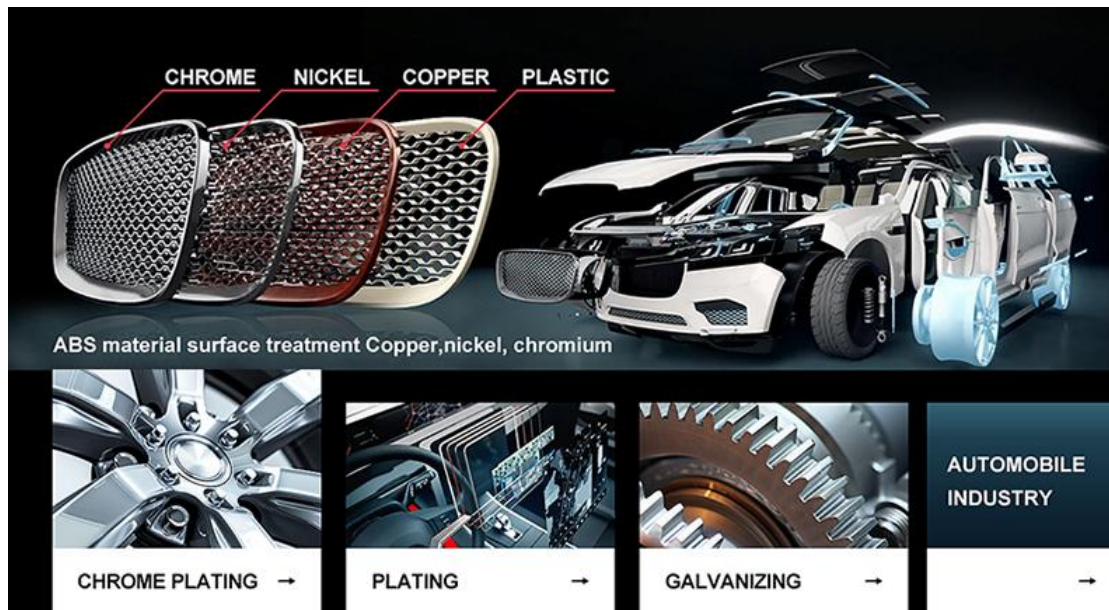 CHROME NICKEL COPPER PLASTIC
ABS material surface treatment Copper,nickel, chromium
AUTOMOBILE
INDUSTRY
CHROME PLATING →
PLATING →
GALVANIZING →
→